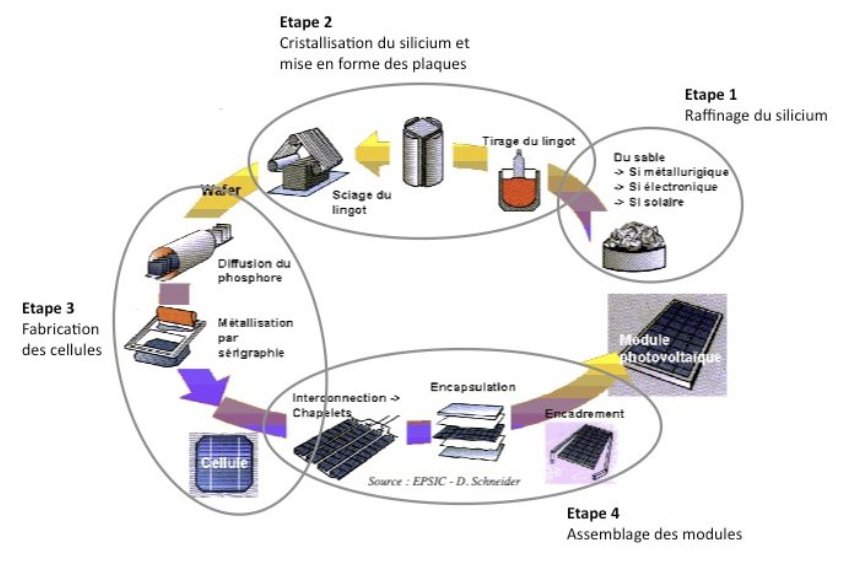 Etape 2
Cristallisation du silicium et
mise en forme des plaques
Etape 1
Raffinage du silicium
Tirage du lingot
Du sable
-> Si métallurigique
-> Si électronique
-> Si solaire
Sciage du
lingot
Wafer
Diffusion du
phosphore
Etape 3
Fabrication
des cellules
Métallisation
par
sérigraphie
Module
photovoltaïque
Interconnection ->
Chapelets
Encapsulation
Encadrement
Cellule
Source : EPSIC - D. Schneider
Etape 4
Assemblage des modules